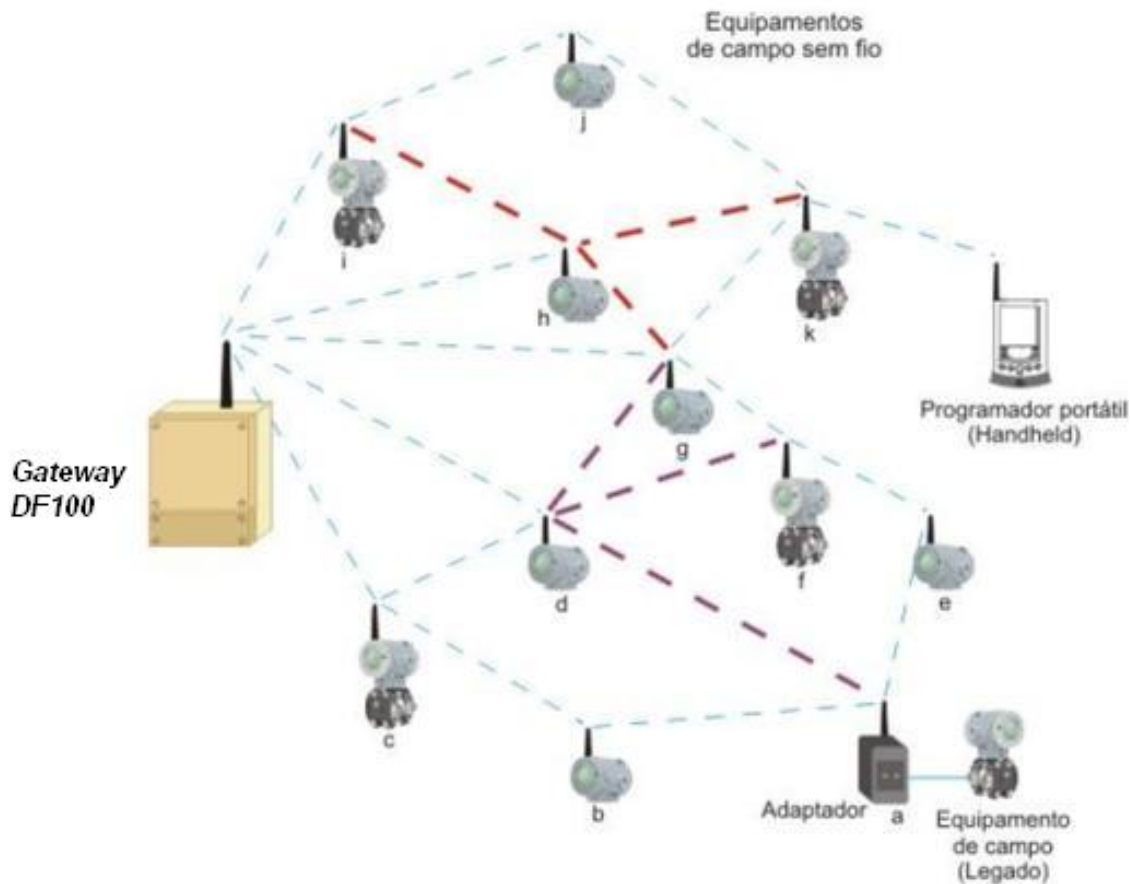 Equipamentos
de campo sem fio
j
i
h
k
Programador portátil
(Handheld)
g
Gateway
DF100
f
d
e
c
b
Adaptador
a
Equipamento
de campo
(Legado)